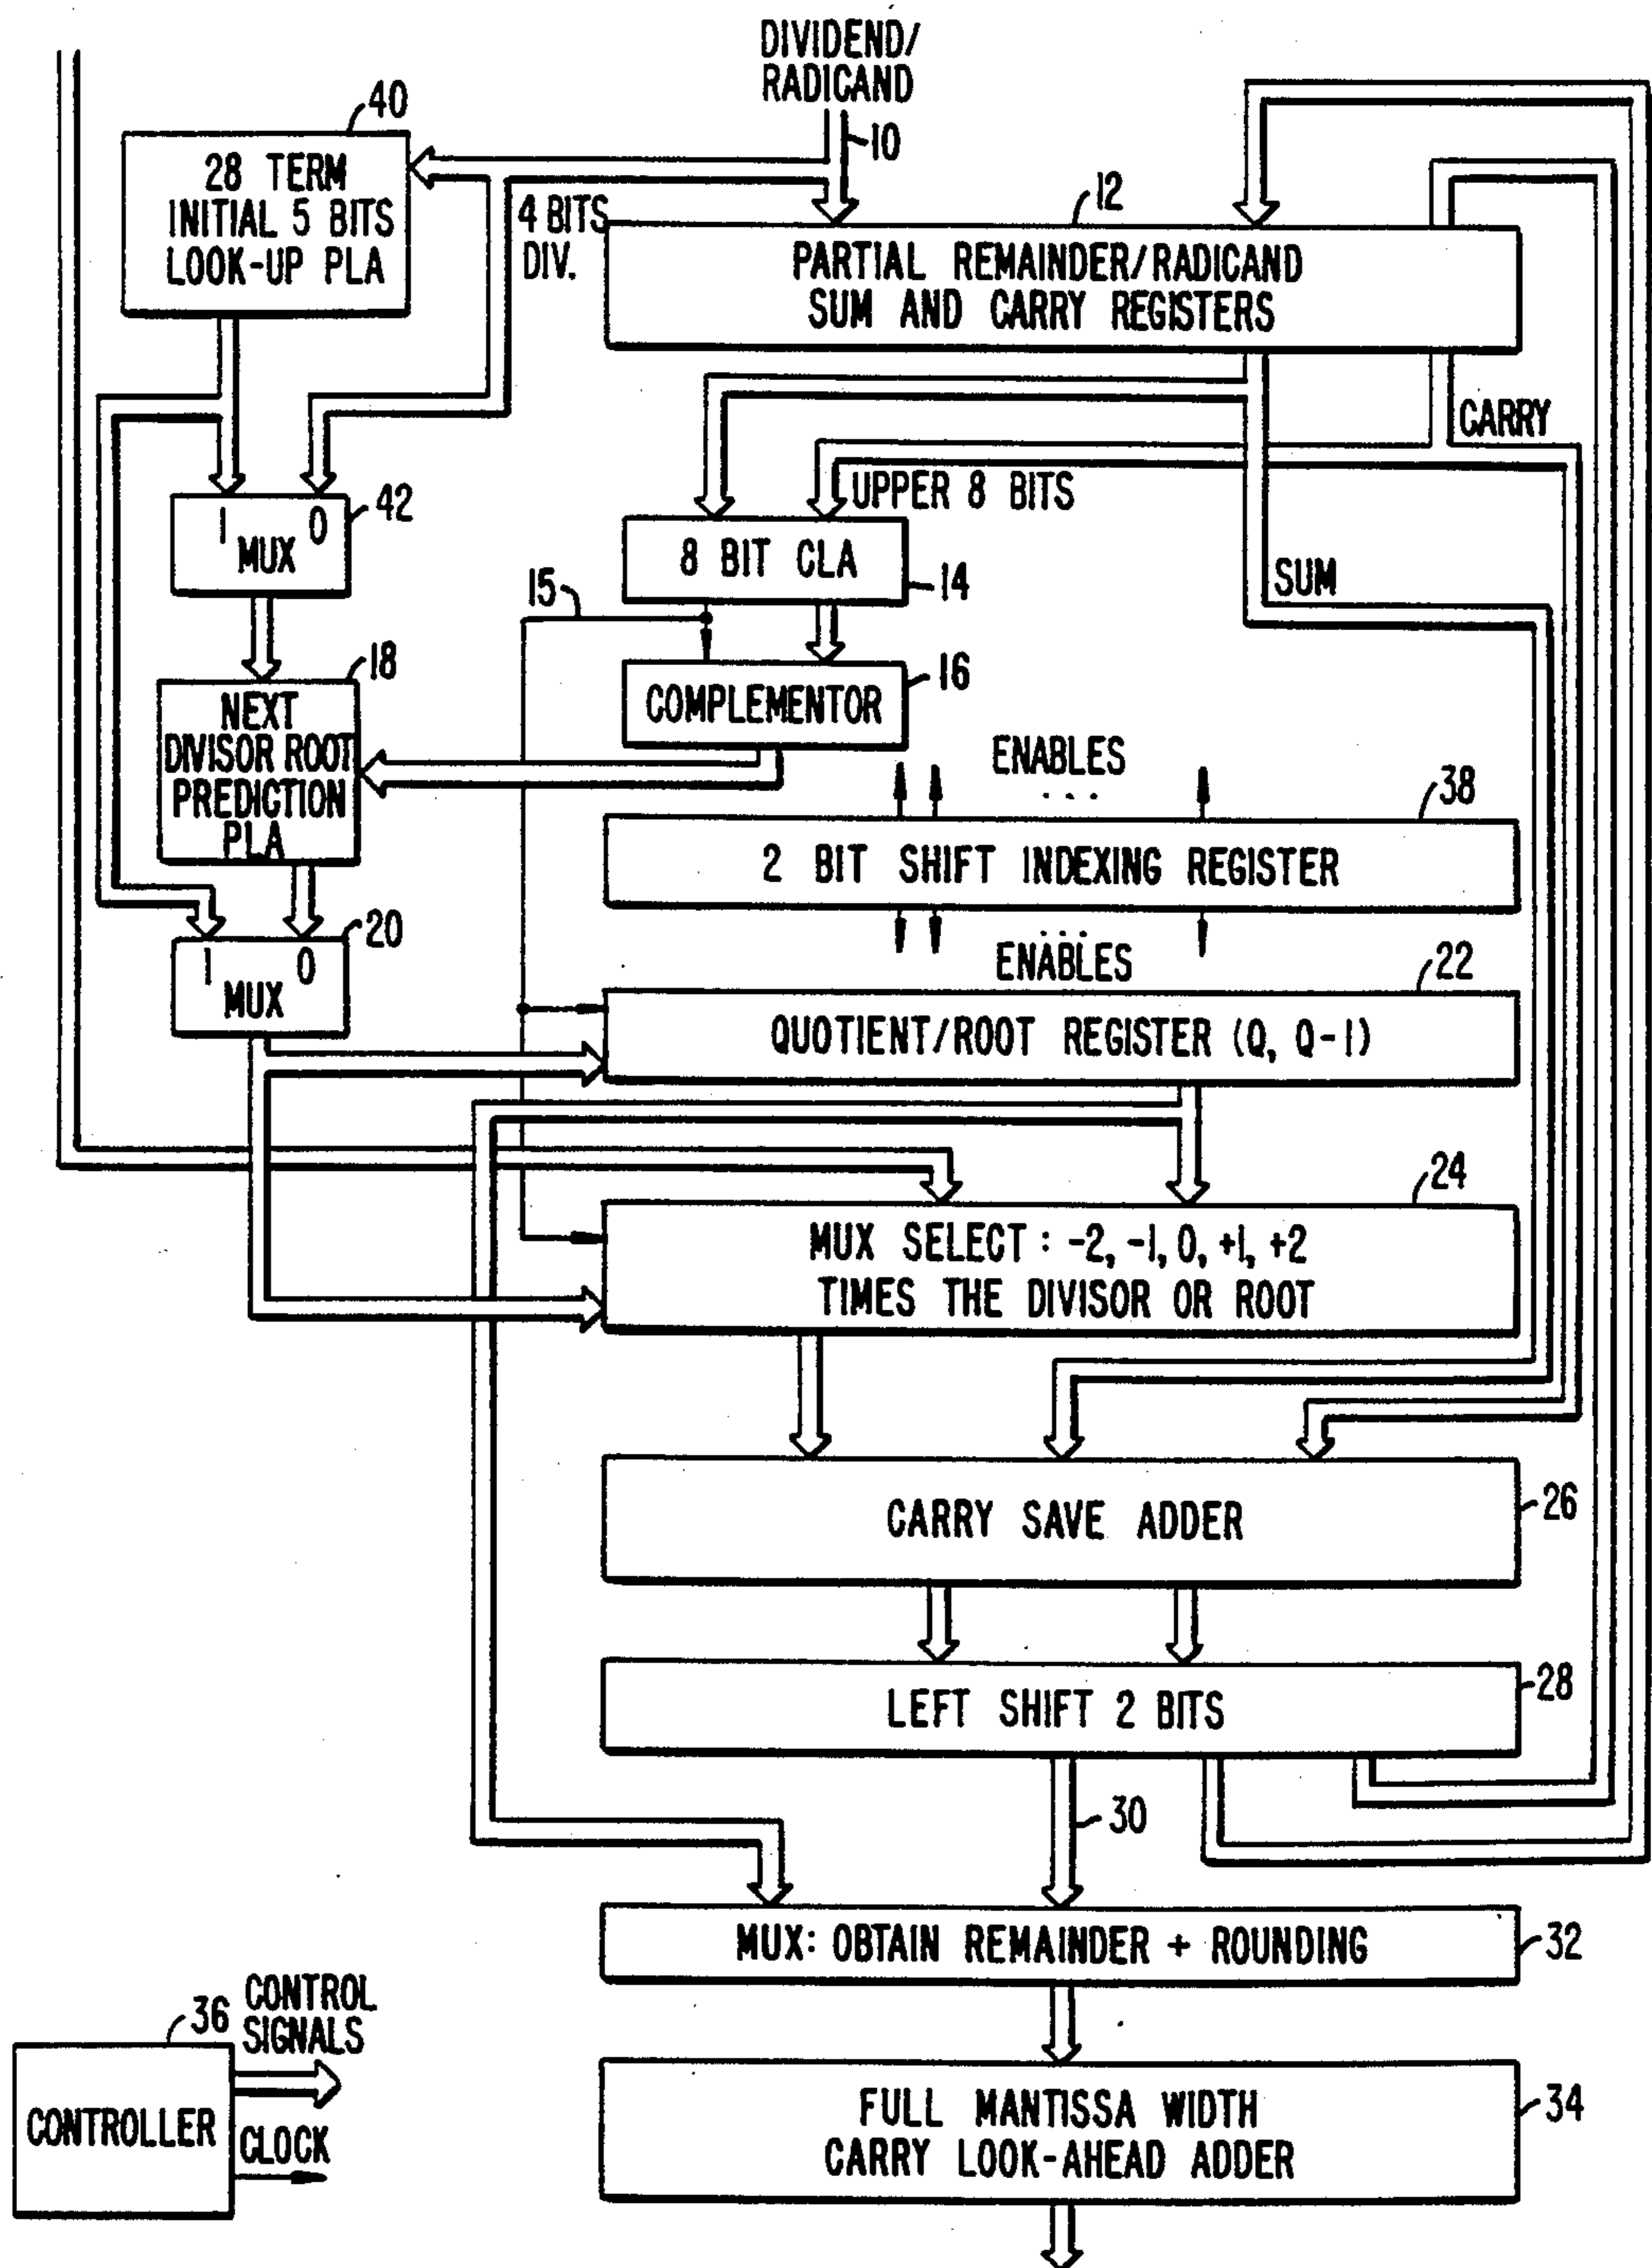 DIVIDEND/
RADICAND
10
40
28 TERM
INITIAL 5 BITS
LOOK-UP PLA
4 BITS
DIV.
12
PARTIAL REMAINDER/RADICAND
SUM AND CARRY REGISTERS
CARRY
UPPER 8 BITS
1 0
MUX
42
8 BIT CLA
14
15
SUM
18
NEXT
DIVISOR ROOT
PREDICTION
PLA
COMPLEMENTOR
16
ENABLES
...
38
2 BIT SHIFT INDEXING REGISTER
...
ENABLES
1 0
MUX
20
22
QUOTIENT/ROOT REGISTER (Q, Q-1)
24
MUX SELECT : -2, -1, 0, +1, +2
TIMES THE DIVISOR OR ROOT
CARRY SAVE ADDER
26
LEFT SHIFT 2 BITS
28
30
MUX: OBTAIN REMAINDER + ROUNDING
32
36
CONTROL
SIGNALS
CONTROLLER
CLOCK
FULL MANTISSA WIDTH
CARRY LOOK-AHEAD ADDER
34